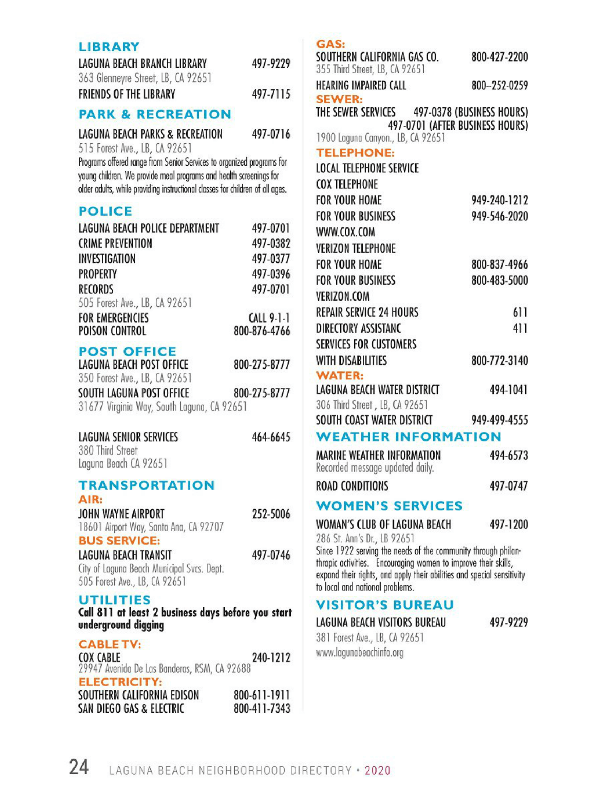 LIBRARY
LAGUNA BEACH BRANCH LIBRARY 497-9229
363 Glenneyre Street, LB, CA 92651
FRIENDS OF THE LIBRARY 497-7115
PARK & RECREATION
LAGUNA BEACH PARKS & RECREATION 497-0716
515 Forest Ave., LB, CA 92651
Programs offered range from Senior Services to organized programs for
young children. We provide meal programs and health screenings for
older adults, while providing instructional classes for children of all ages.
POLICE
LAGUNA BEACH POLICE DEPARTMENT 497-0701
CRIME PREVENTION 497-0382
INVESTIGATION 497-0377
PROPERTY 497-0396
RECORDS 497-0701
505 Forest Ave., LB, CA 92651
FOR EMERGENCIES CALL 9-1-1
POISON CONTROL 800-876-4766
POST OFFICE
LAGUNA BEACH POST OFFICE 800-275-8777
350 Forest Ave., LB, CA 92651
SOUTH LAGUNA POST OFFICE 800-275-8777
31677 Virginia Way, South Laguna, CA 92651
LAGUNA SENIOR SERVICES 464-6645
380 Third Street
Laguna Beach CA 92651
TRANSPORTATION
AIR:
JOHN WAYNE AIRPORT 252-5006
18601 Airport Way, Santa Ana, CA 92707
BUS SERVICE:
LAGUNA BEACH TRANSIT 497-0746
City of Laguna Beach Municipal Svcs. Dept.
505 Forest Ave., LB, CA 92651
UTILITIES
Call 811 at least 2 business days before you start
underground digging
CABLE TV:
COX CABLE 240-1212
29947 Avenida De Las Banderas, RSM, CA 92688
ELECTRICITY:
SOUTHERN CALIFORNIA EDISON 800-611-1911
SAN DIEGO GAS & ELECTRIC 800-411-7343
GAS:
SOUTHERN CALIFORNIA GAS CO. 800-427-2200
355 Third Street, LB, CA 92651
HEARING IMPAIRED CALL 800-252-0259
SEWER:
THE SEWER SERVICES 497-0378 (BUSINESS HOURS)
497-0701 (AFTER BUSINESS HOURS)
1900 Laguna Canyon., LB, CA 92651
TELEPHONE:
LOCAL TELEPHONE SERVICE
COX TELEPHONE
FOR YOUR HOME 949-240-1212
FOR YOUR BUSINESS 949-546-2020
WWW.COX.COM
VERIZON TELEPHONE
FOR YOUR HOME 800-837-4966
FOR YOUR BUSINESS 800-483-5000
VERIZON.COM
REPAIR SERVICE 24 HOURS 611
DIRECTORY ASSISTANC 411
SERVICES FOR CUSTOMERS
WITH DISABILITIES 800-772-3140
WATER:
LAGUNA BEACH WATER DISTRICT 494-1041
306 Third Street , LB, CA 92651
SOUTH COAST WATER DISTRICT 949-499-4555
WEATHER INFORMATION
MARINE WEATHER INFORMATION 494-6573
Recorded message updated daily.
ROAD CONDITIONS 497-0747
WOMEN'S SERVICES
WOMAN'S CLUB OF LAGUNA BEACH 497-1200
286 St. Ann's Dr., LB 92651
Since 1922 serving the needs of the community through philan-
thropic activities. Encouraging women to improve their skills,
expand their rights, and apply their abilities and special sensitivity
to local and national problems.
VISITOR'S BUREAU
LAGUNA BEACH VISITORS BUREAU 497-9229
381 Forest Ave., LB, CA 92651
www.lagunabeachinfo.org
24 LAGUNA BEACH NEIGHBORHOOD DIRECTORY • 2020